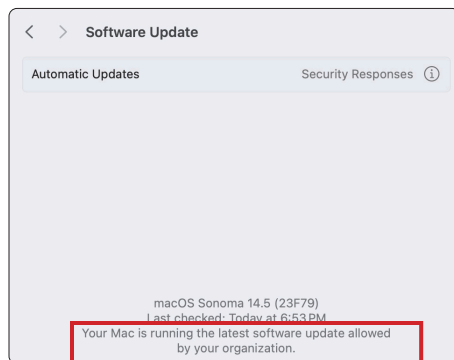 Software Update
Automatic Updates Security Responses
macOS Sonoma 14.5 (23F79)
Last checked: Today at 6:53 PM
Your Mac is running the latest software update allowed
by your organization.